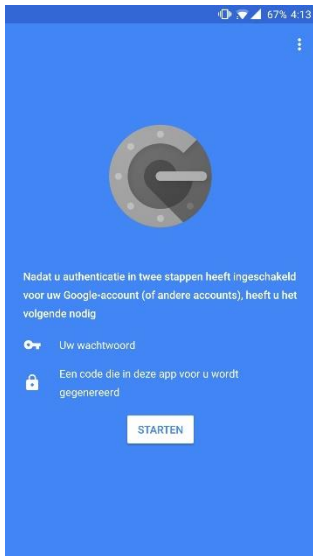 67% 4:13
Nadat u authenticatie in twee stappen heeft ingeschakeld
voor uw Google-account (of andere accounts), heeft u het
volgende nodig
Uw wachtwoord
Een code die in deze app voor u wordt
gegenereerd
STARTEN